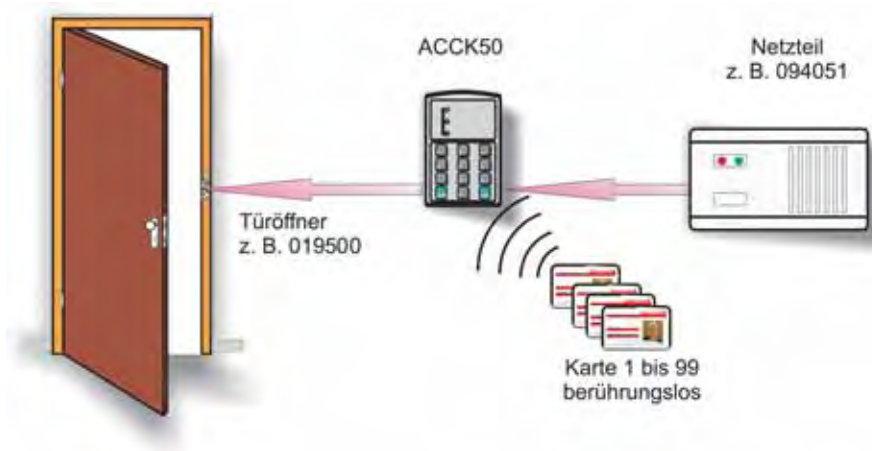 ACCK50
Netzteil
z. B. 094051
E
Türöffner
z. B. 019500
Karte 1 bis 99
berührungslos